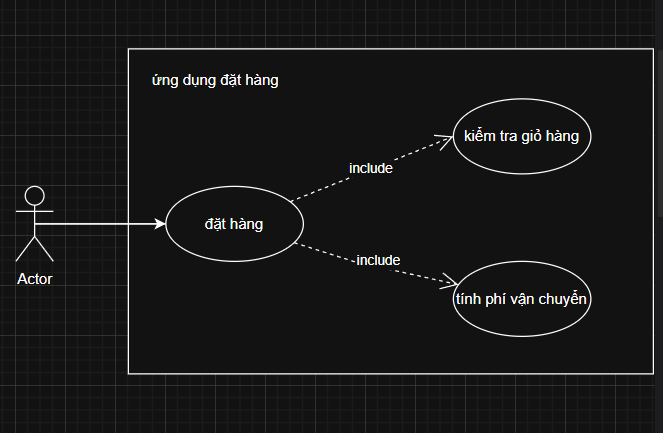 ứng dụng đặt hàng
kiểm tra giỏ hàng
include
đặt hàng
include
Actor
tính phí vận chuyển